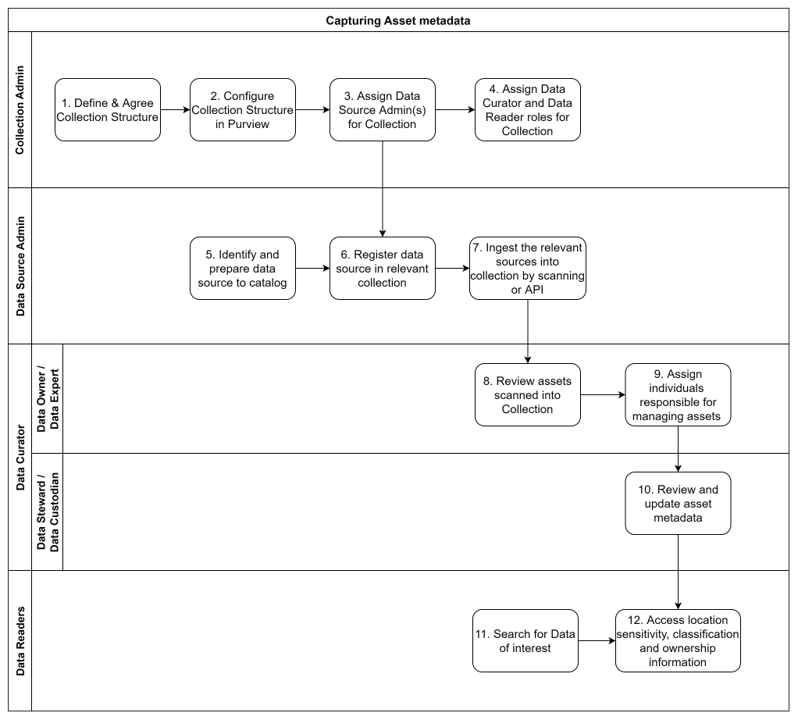 Capturing Asset metadata
Collection Admin
1. Define & Agree
Collection Structure
2. Configure
Collection Structure
in Purview
3. Assign Data
Source Admin(s)
for Collection
4. Assign Data
Curator and Data
Reader roles for
Collection
Data Source Admin
5. Identify and
prepare data
source to catalog
6. Register data
source in relevant
collection
7. Ingest the relevant
sources into
collection by scanning
or API
Data Curator
Data Owner /
Data Expert
8. Review assets
scanned into
Collection
9. Assign
individuals
responsible for
managing assets
Data Steward /
Data Custodian
10. Review and
update asset
metadata
Data Readers
11. Search for Data
of interest
12. Access location
sensitivity, classification
and ownership
information